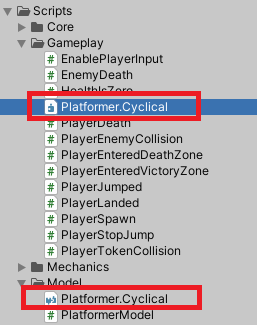 Scripts
Core
Gameplay
EnablePlayerInput
EnemyDeath
HealthIsZero
Platformer.Cyclical
PlayerDeath
PlayerEnemyCollision
PlayerEnteredDeathZone
PlayerEnteredVictoryZone
PlayerJumped
PlayerLanded
PlayerSpawn
PlayerStopJump
PlayerTokenCollision
Mechanics
Model
Platformer.Cyclical
PlatformerModel